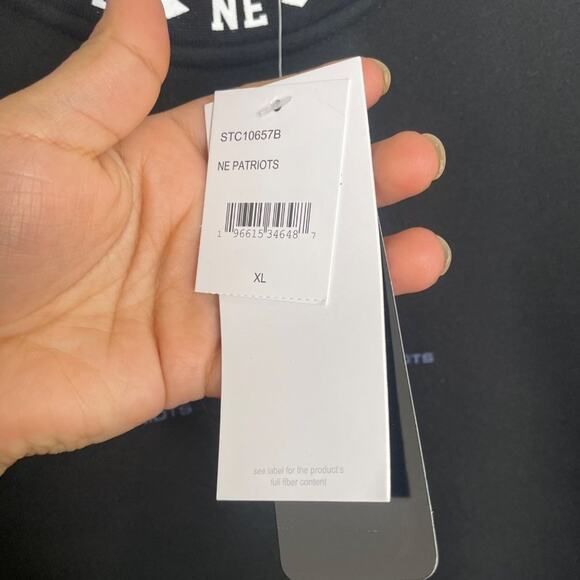 NE
STC10657B
NE PATRIOTS
1 96615 34648 7
XL
see label for the product's
full fiber content